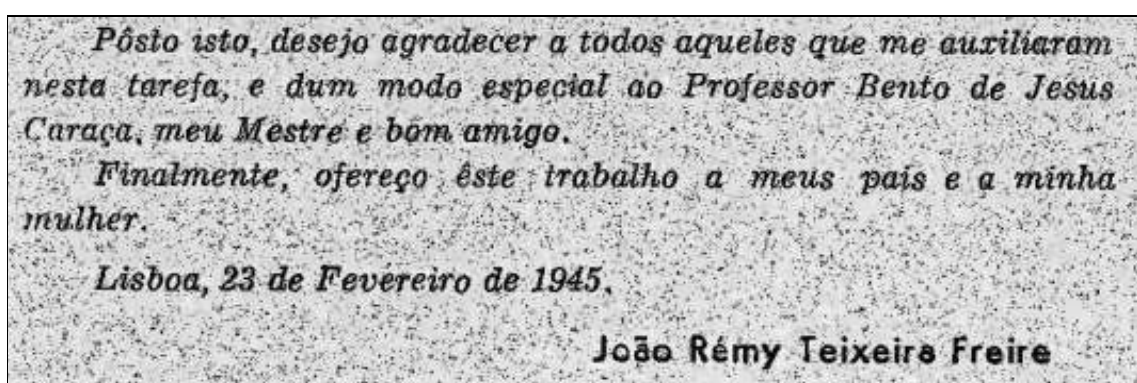 Pôsto isto, desejo agradecer a todos aqueles que me auxiliaram
nesta tarefa, e dum modo especial ao Professor Bento de Jesus
Caraça, meu Mestre e bom amigo.
Finalmente, ofereço êste trabalho a meus pais e a minha
mulher.
Lisboa, 23 de Fevereiro de 1945.
João Rémy Teixeira Freire